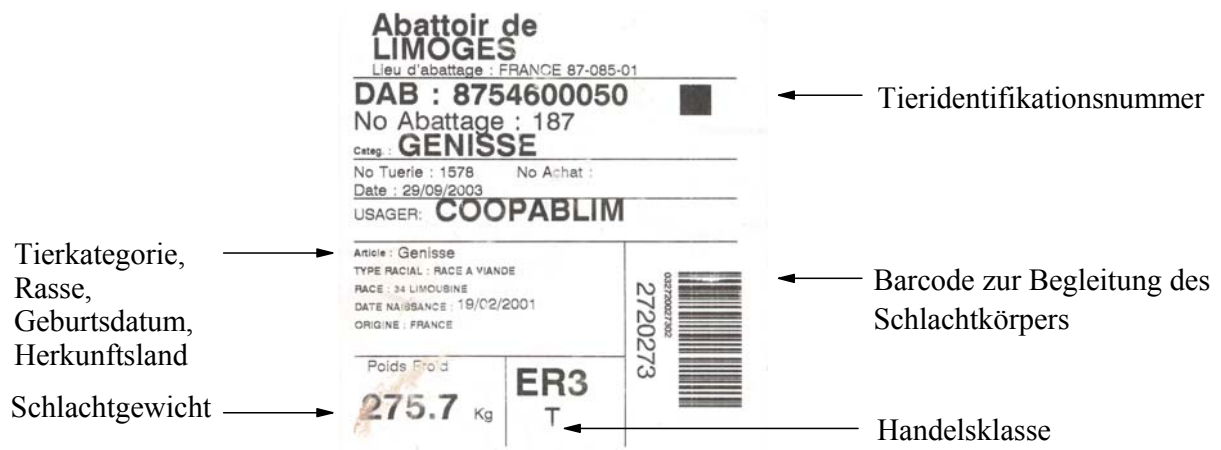 Abattoir de
LIMOGES
Lieu d'abattage : FRANCE 87-085-01
DAB : 8754600050
No Abattage : 187
Categ. : GENISSE
No Tuerie : 1578 No Achat :
Date : 29/09/2003
USAGER: COOPABLIM
Article : Genisse
TYPE RACIAL : RACE A VIANDE
RACE : 34 LIMOUSINE
DATE NAISSANCE : 19/02/2001
ORIGINE : FRANCE
2720273
032720027302
Poids Froid
275.7 Kg
ER3
T
Tieridentifikationsnummer
Tierkategorie,
Rasse,
Geburtsdatum,
Herkunftsland
Barcode zur Begleitung des
Schlachtkörpers
Schlachtgewicht
Handelsklasse